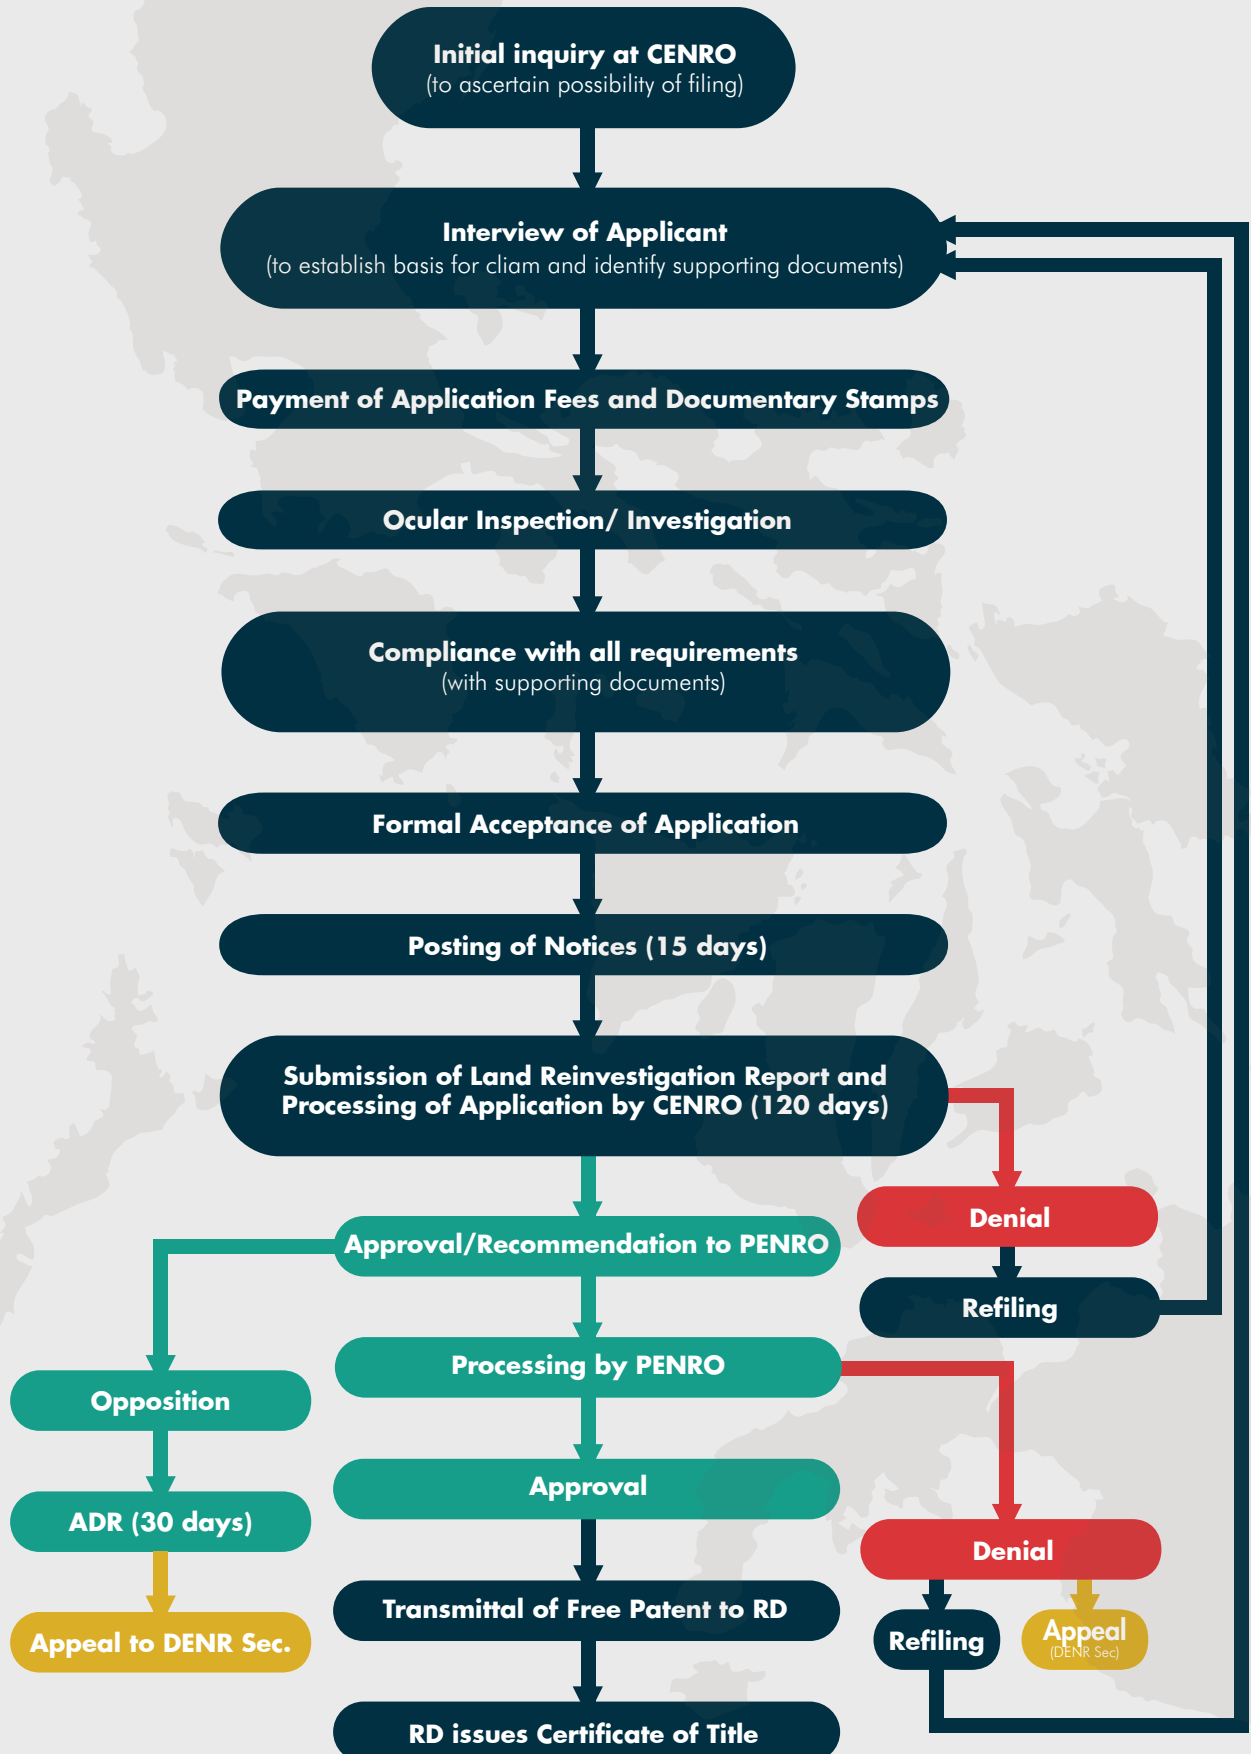 Initial inquiry at CENRO
(to ascertain possibility of filing)
Interview of Applicant
(to establish basis for cliam and identify supporting documents)
Payment of Application Fees and Documentary Stamps
Ocular Inspection/ Investigation
Compliance with all requirements
(with supporting documents)
Formal Acceptance of Application
Posting of Notices (15 days)
Submission of Land Reinvestigation Report and
Processing of Application by CENRO (120 days)
Denial
Approval/Recommendation to PENRO
Refiling
Processing by PENRO
Opposition
Approval
ADR (30 days)
Denial
Transmittal of Free Patent to RD
Appeal to DENR Sec.
Refiling
Appeal
(DENR Sec)
RD issues Certificate of Title